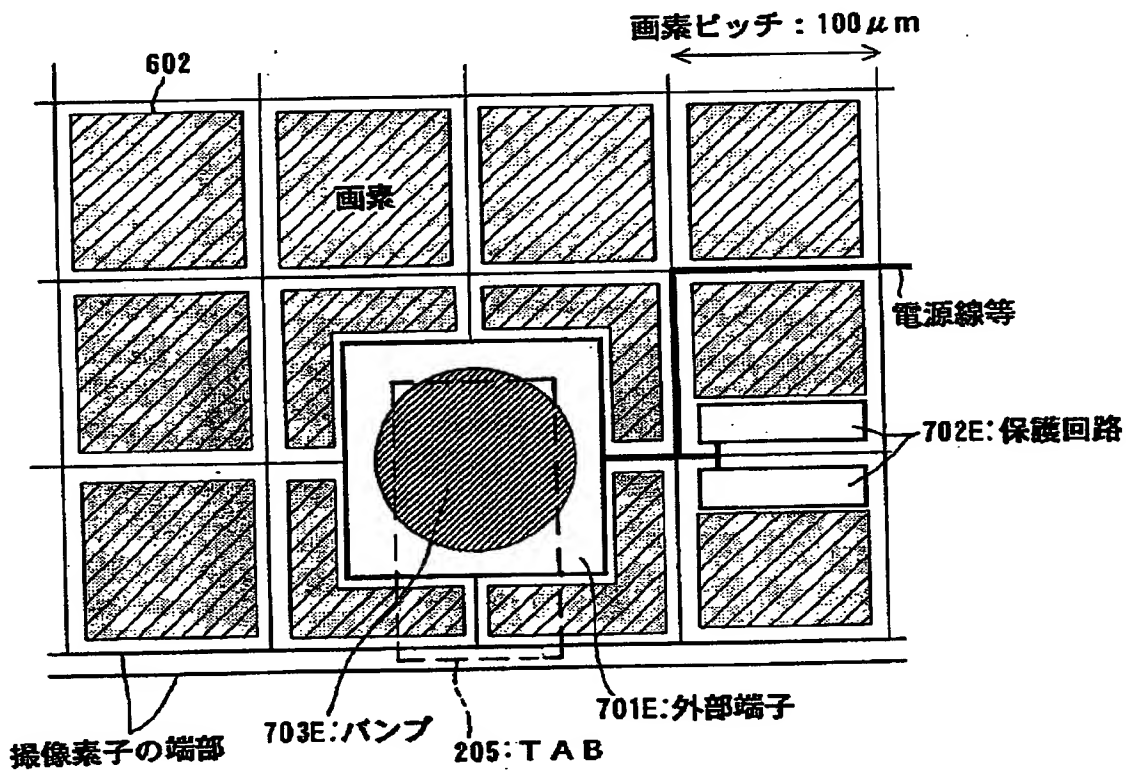 画素ピッチ：100μm
602
画素
電源線等
702E:保護回路
701E:外部端子
703E:バンプ
205:TAB
撮像素子の端部